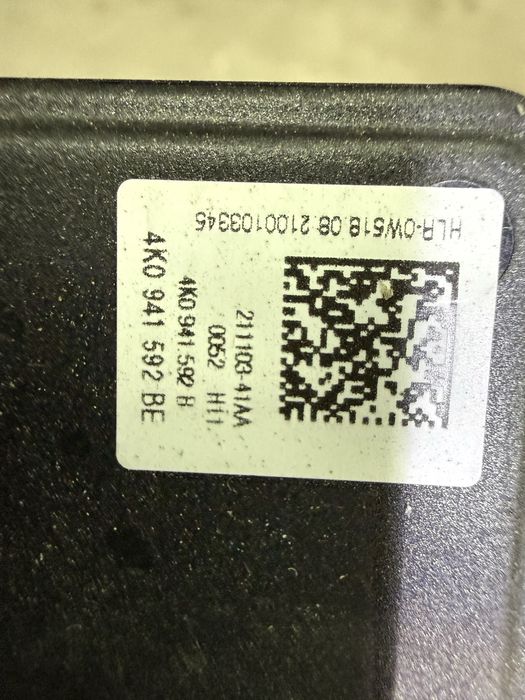 HLR-0W518.08.2100103345
211103-41AA
0052 H11
4K0 941 592 B
4K0 941 592 BE